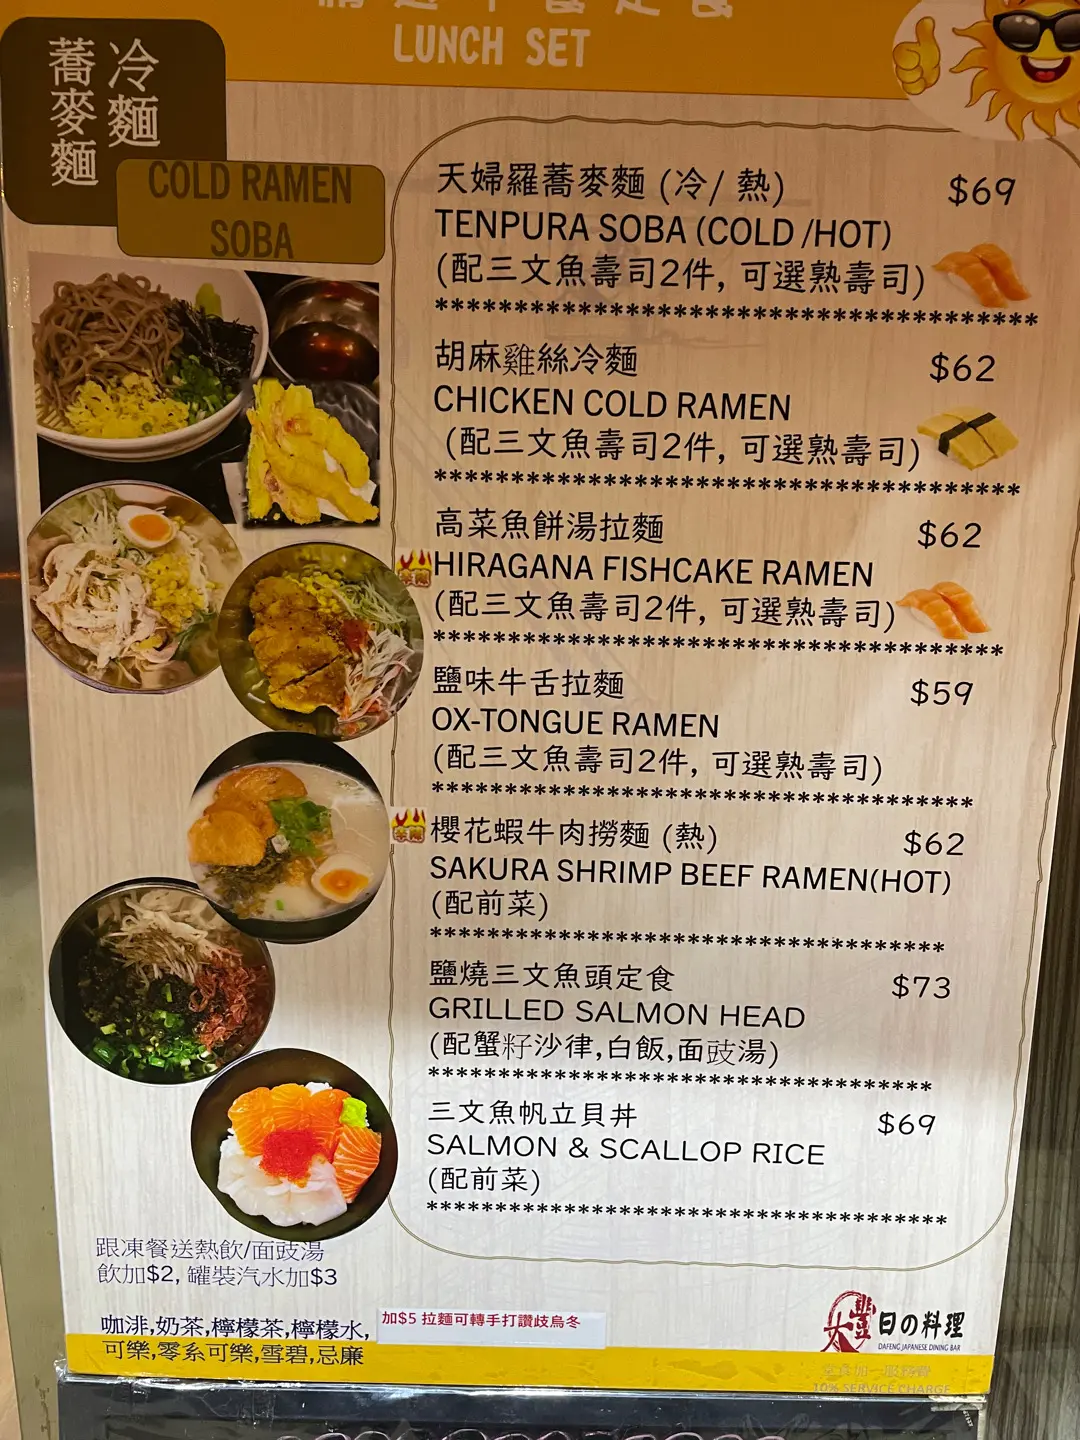 LUNCH SET
冷麵
蕎麥麵
COLD RAMEN
SOBA
天婦羅蕎麥麵 (冷/ 熱) $69
TENPURA SOBA (COLD /HOT)
(配三文魚壽司2件, 可選熟壽司)
**************************************
胡麻雞絲冷麵 $62
CHICKEN COLD RAMEN
(配三文魚壽司2件, 可選熟壽司)
**************************************
高菜魚餅湯拉麵 $62
HIRAGANA FISHCAKE RAMEN
(配三文魚壽司2件, 可選熟壽司)
**************************************
鹽味牛舌拉麵 $59
OX-TONGUE RAMEN
(配三文魚壽司2件, 可選熟壽司)
**************************************
櫻花蝦牛肉撈麵 (熱) $62
SAKURA SHRIMP BEEF RAMEN(HOT)
(配前菜)
**************************************
鹽燒三文魚頭定食 $73
GRILLED SALMON HEAD
(配蟹籽沙律,白飯,面豉湯)
**************************************
三文魚帆立貝丼 $69
SALMON & SCALLOP RICE
(配前菜)
**************************************
跟凍餐送熱飲/面豉湯
飲加$2, 罐裝汽水加$3
咖啡,奶茶,檸檬茶,檸檬水,
可樂,零系可樂,雪碧,忌廉
加$5 拉麵可轉手打讚歧烏冬
大豐日の料理
DAFENG JAPANESE DINING BAR
堂食加一服務費
10% SERVICE CHARGE